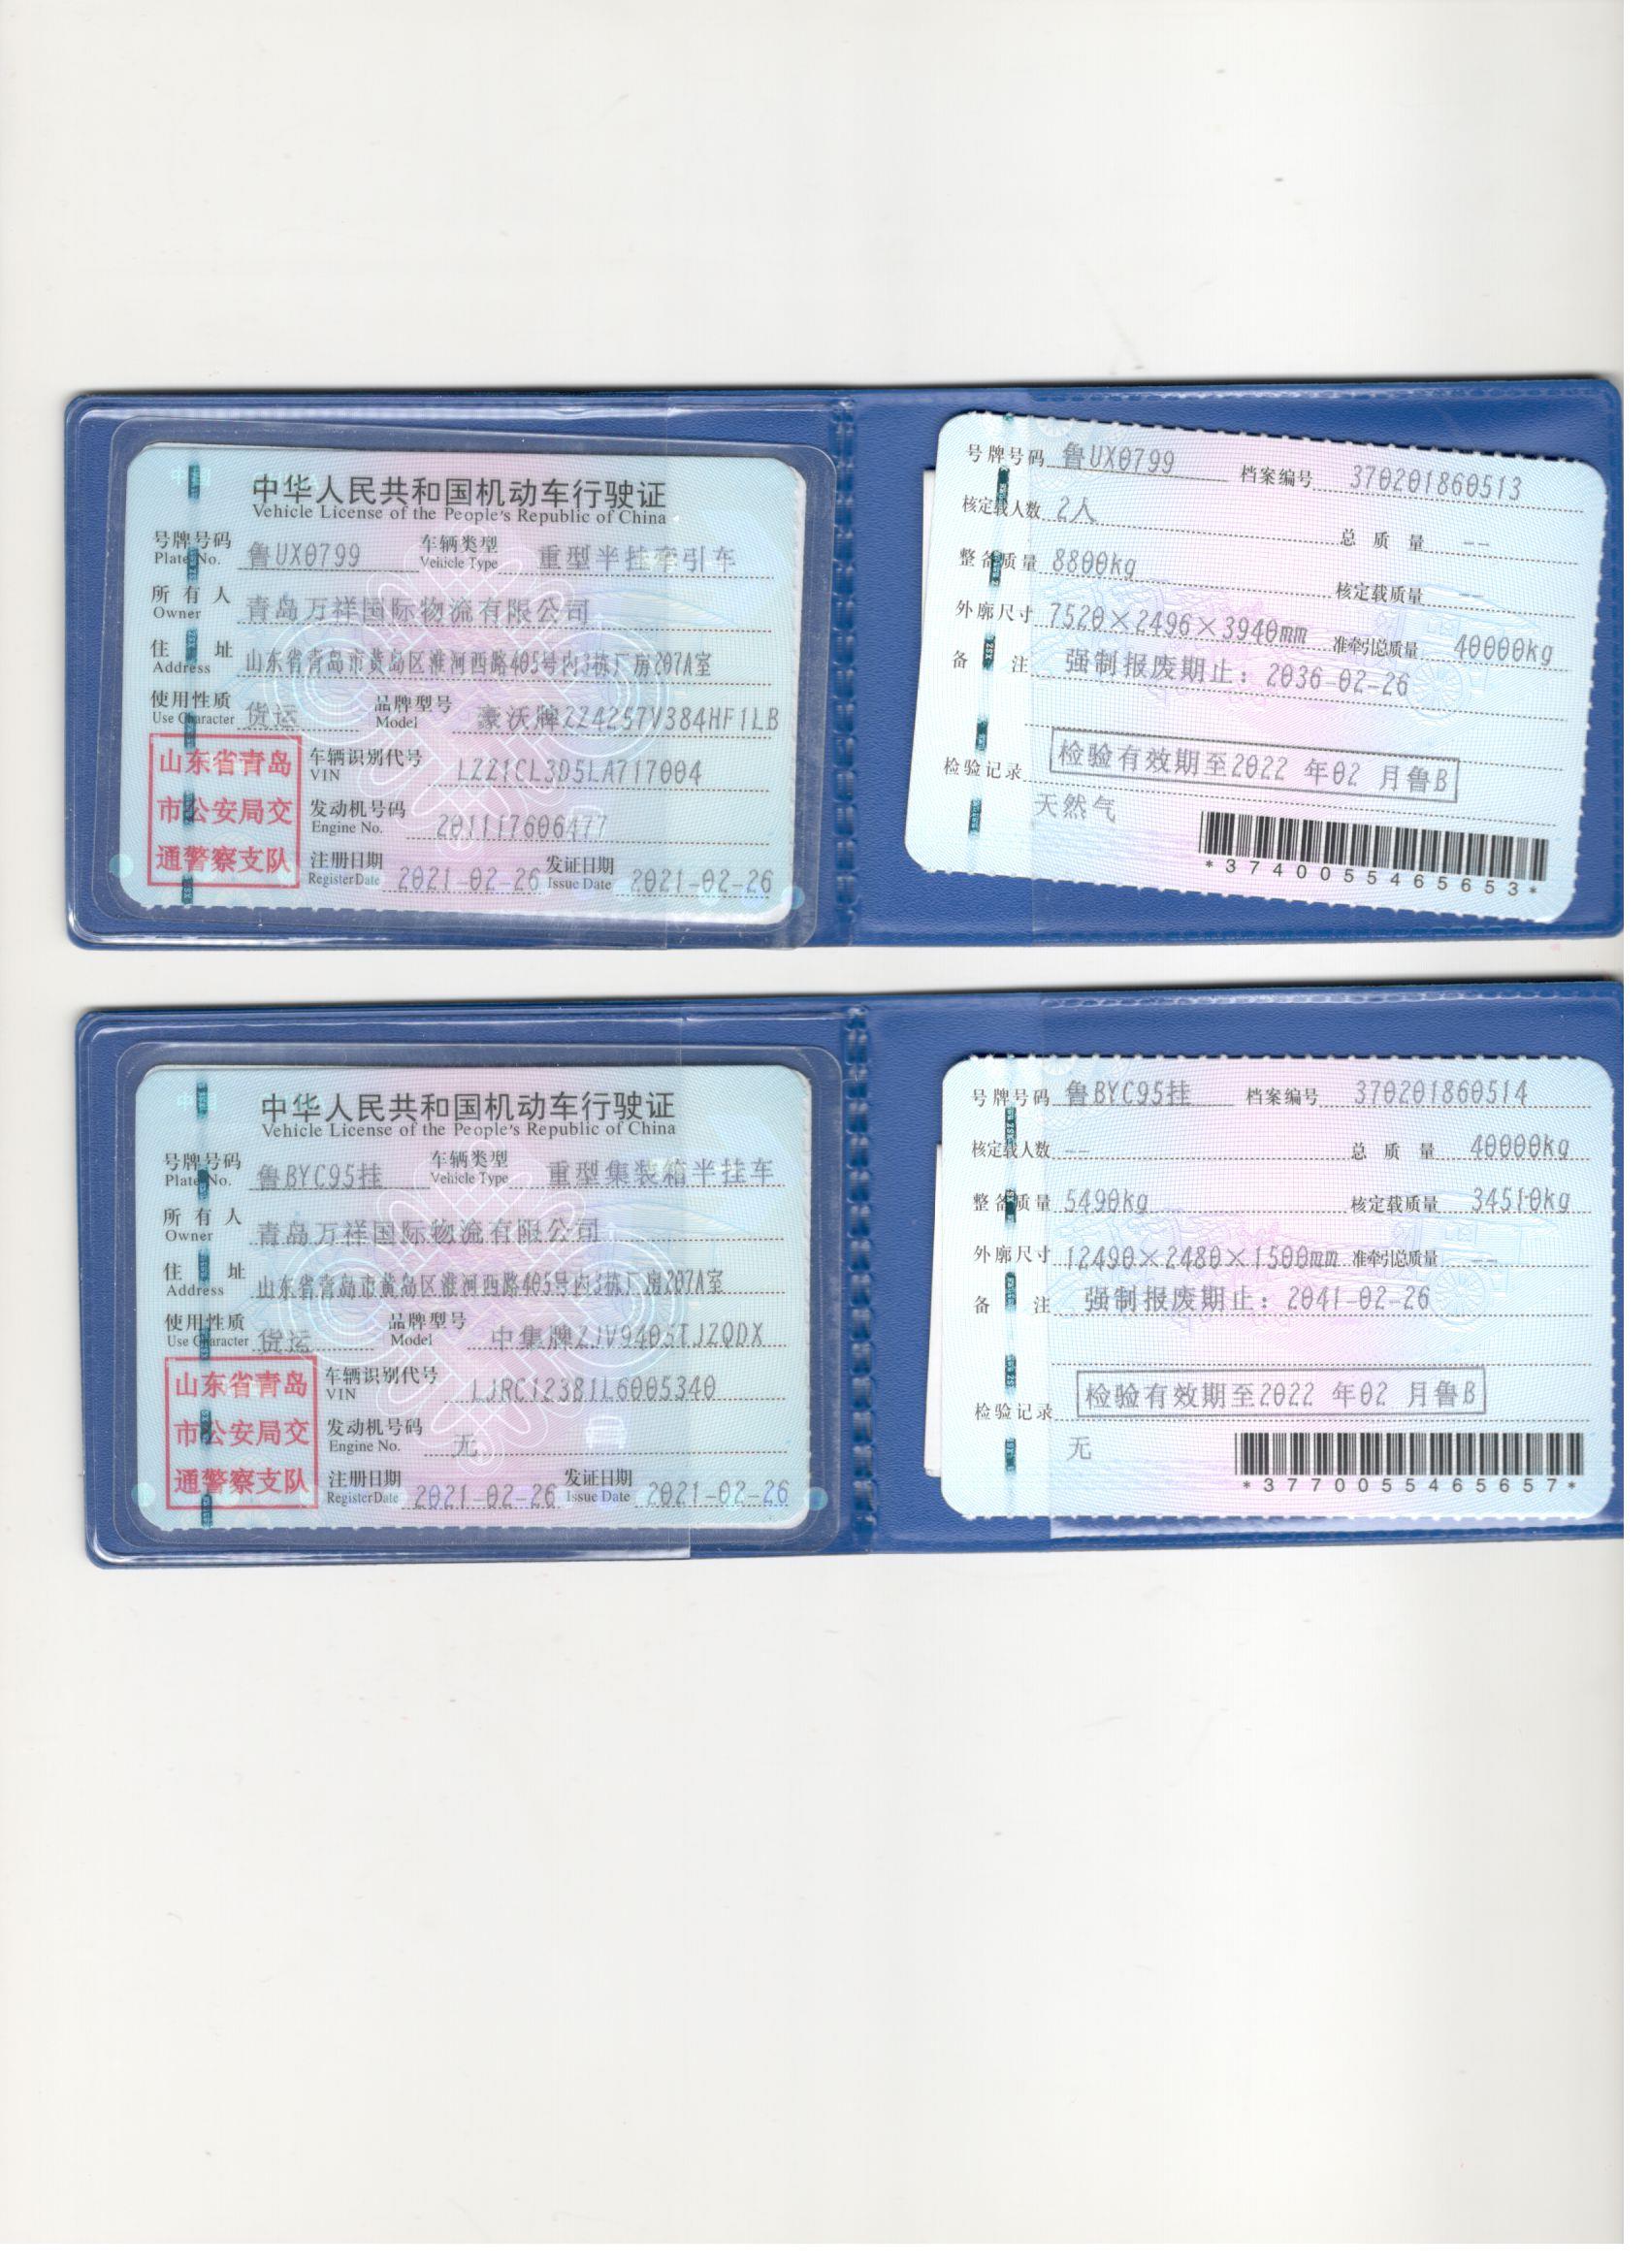 中华人民共和国机动车行驶证
Vehicle License of the People's Republic of China
号牌号码 鲁UX0799 车辆类型 重型半挂牵引车
Plate No. Vehicle Type
所有人 青岛万祥国际物流有限公司
Owner
住址 山东省青岛市黄岛区淮河西路405号内3栋厂房207A室
Address
使用性质 货运 品牌型号 豪沃牌ZZ4257V384HF1LB
Use Character Model
山东省青岛
市公安局交
通警察支队
车辆识别代号 LZZ1CL3D5LA717004
VIN
发动机号码 201117606477
Engine No.
注册日期 2021-02-26 发证日期 2021-02-26
Register Date Issue Date
号牌号码 鲁UX0799 档案编号 370201860513
核定载人数 2人 总质量 --
整备质量 8800kg 核定载质量 --
外廓尺寸 7520×2496×3940mm 准牵引总质量 40000kg
备注 强制报废期止：2036-02-26
检验记录 检验有效期至2022 年02 月鲁B
天然气
*3740055465653*
中华人民共和国机动车行驶证
Vehicle License of the People's Republic of China
号牌号码 鲁BYC95挂 车辆类型 重型集装箱半挂车
Plate No. Vehicle Type
所有人 青岛万祥国际物流有限公司
Owner
住址 山东省青岛市黄岛区淮河西路405号内3栋厂房207A室
Address
使用性质 货运 品牌型号 中集牌ZJV9405TJZQDX
Use Character Model
山东省青岛
市公安局交
通警察支队
车辆识别代号 LJRC12381L6005340
VIN
发动机号码 无
Engine No.
注册日期 2021-02-26 发证日期 2021-02-26
Register Date Issue Date
号牌号码 鲁BYC95挂 档案编号 370201860514
核定载人数 -- 总质量 40000kg
整备质量 5490kg 核定载质量 34510kg
外廓尺寸 12490×2480×1500mm 准牵引总质量 --
备注 强制报废期止：2041-02-26
检验记录 检验有效期至2022 年02 月鲁B
无
*3770055465657*